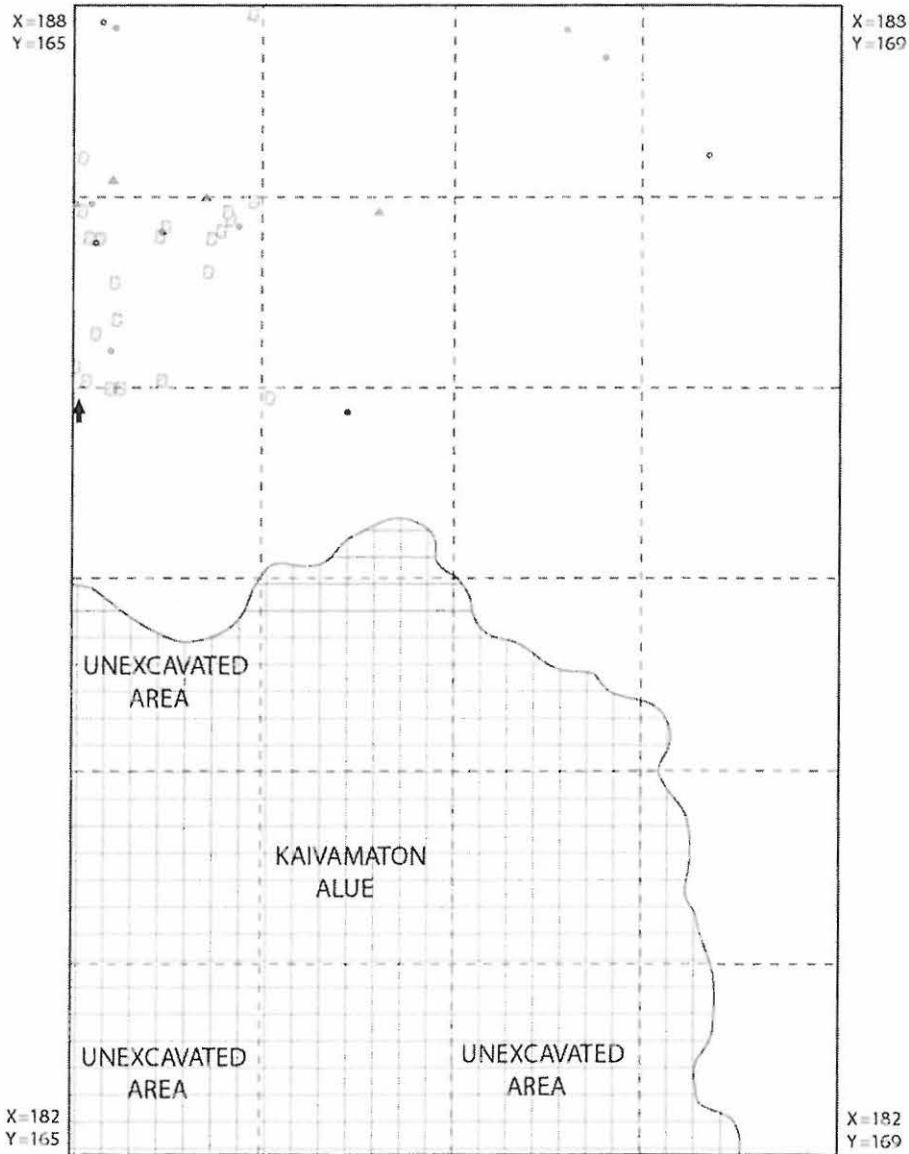 X=188
Y=165
X=183
Y=169
UNEXCAVATED
AREA
KAIVAMATON
ALUE
UNEXCAVATED
AREA
UNEXCAVATED
AREA
X=182
Y=165
X=182
Y=169